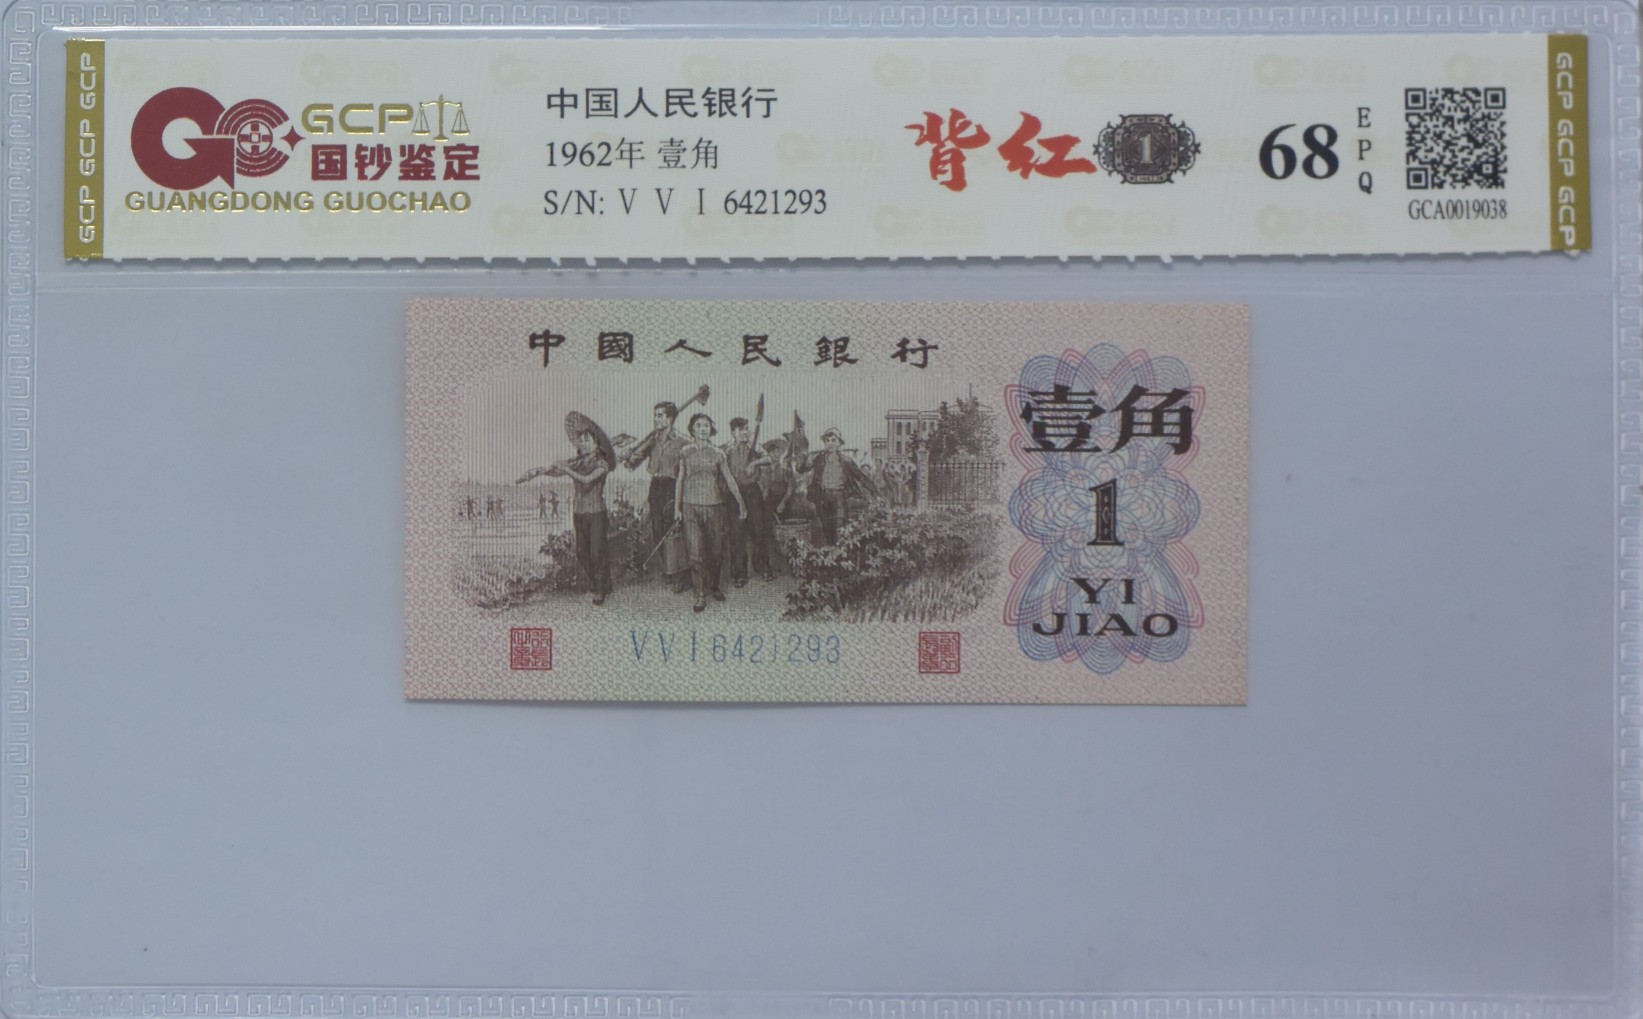 GCP GCP GCP
GCP
国钞鉴定
GUANGDONG GUOCHAO
中国人民银行
1962年 壹角
S/N: V V I 6421293
背红
1
68
EPQ
GCA0019038
GCP GCP GCP
中國人民銀行
壹角
1
YI
JIAO
V V I 6421293